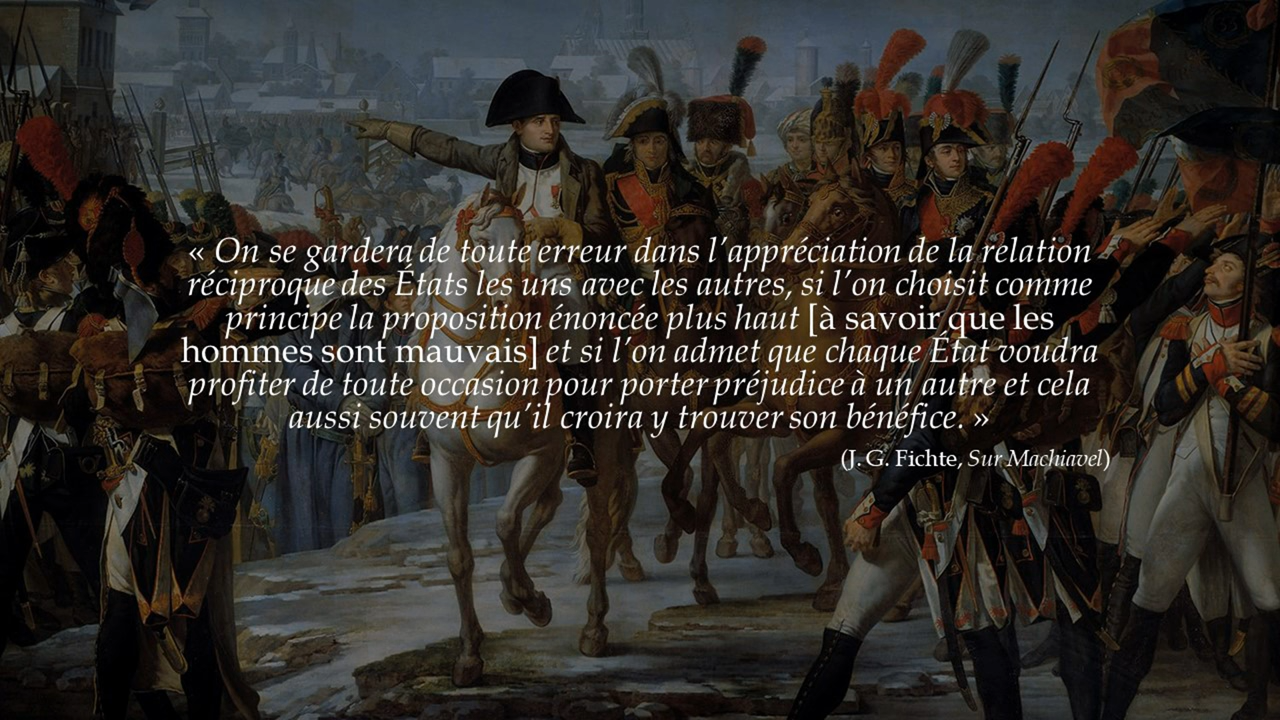 « On se gardera de toute erreur dans l’appréciation de la relation
réciproque des États les uns avec les autres, si l’on choisit comme
principe la proposition énoncée plus haut [à savoir que les
hommes sont mauvais] et si l’on admet que chaque État voudra
profiter de toute occasion pour porter préjudice à un autre et cela
aussi souvent qu’il croira y trouver son bénéfice. »
(J. G. Fichte, Sur Machiavel)